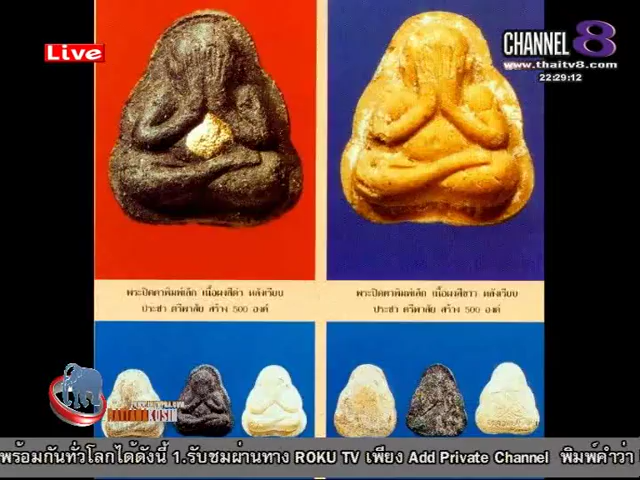 Live
CHANNEL 8
www.thaitv8.com
22:29:12
พระปิดตาพิมพ์เล็ก เนื้อผงสีดำ หลังเรียบ
ประชา ตรีพาสัย สร้าง 500 องค์
พระปิดตาพิมพ์เล็ก เนื้อผงสีขาว หลังเรียบ
ประชา ตรีพาสัย สร้าง 500 องค์
พร้อมกันทั่วโลกได้ดังนี้ 1.รับชมผ่านทาง ROKU TV เพียง Add Private Channel พิมพ์คำว่า